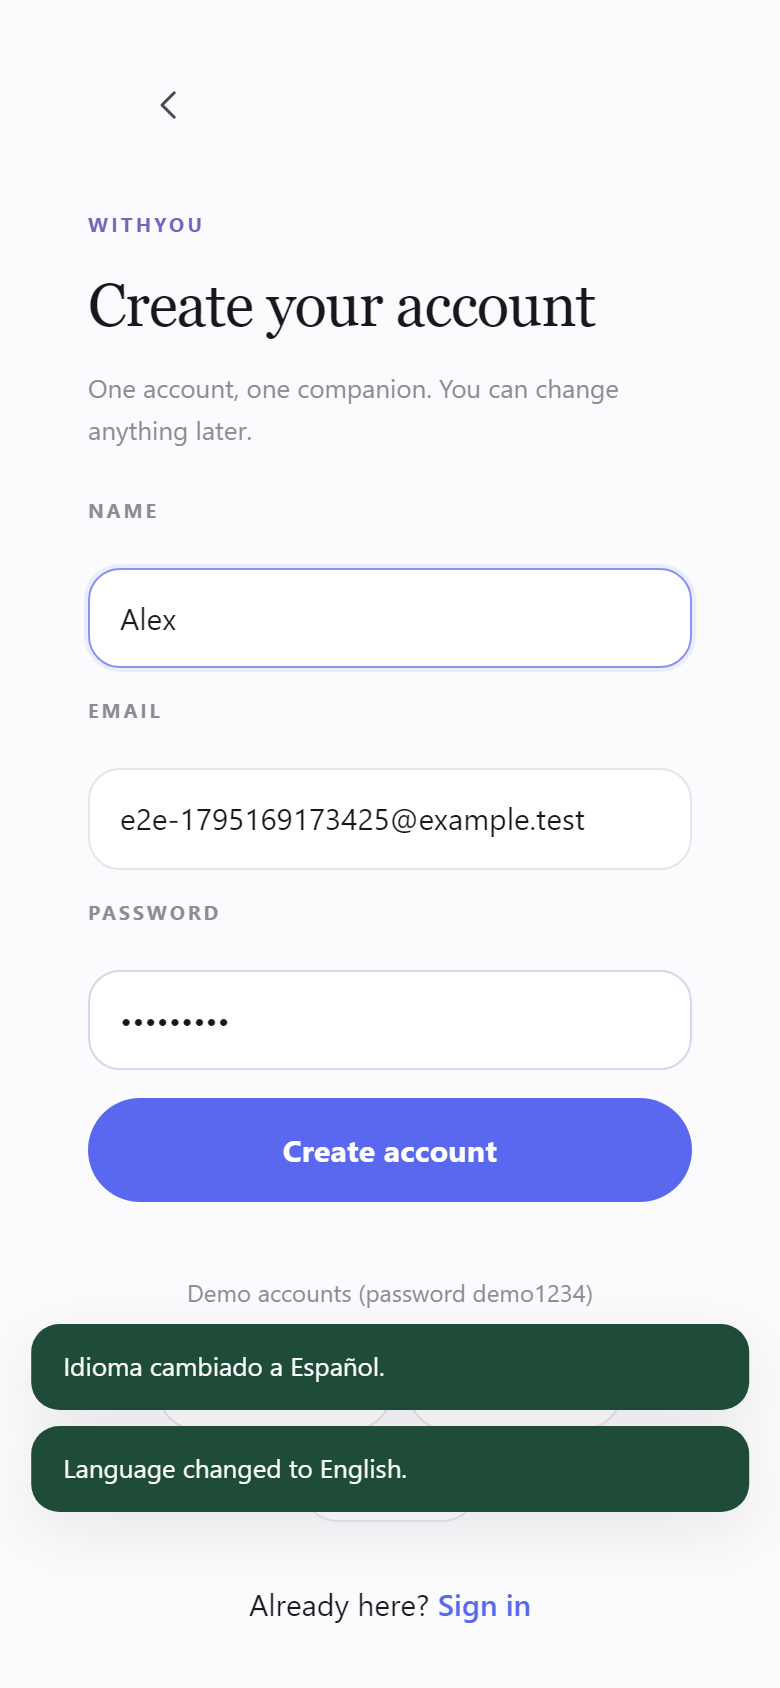 WITHYOU
Create your account
One account, one companion. You can change
anything later.
NAME
Alex
EMAIL
e2e-1795169173425@example.test
PASSWORD
•••••••••
Create account
Demo accounts (password demo1234)
Idioma cambiado a Español.
Language changed to English.
Already here? Sign in